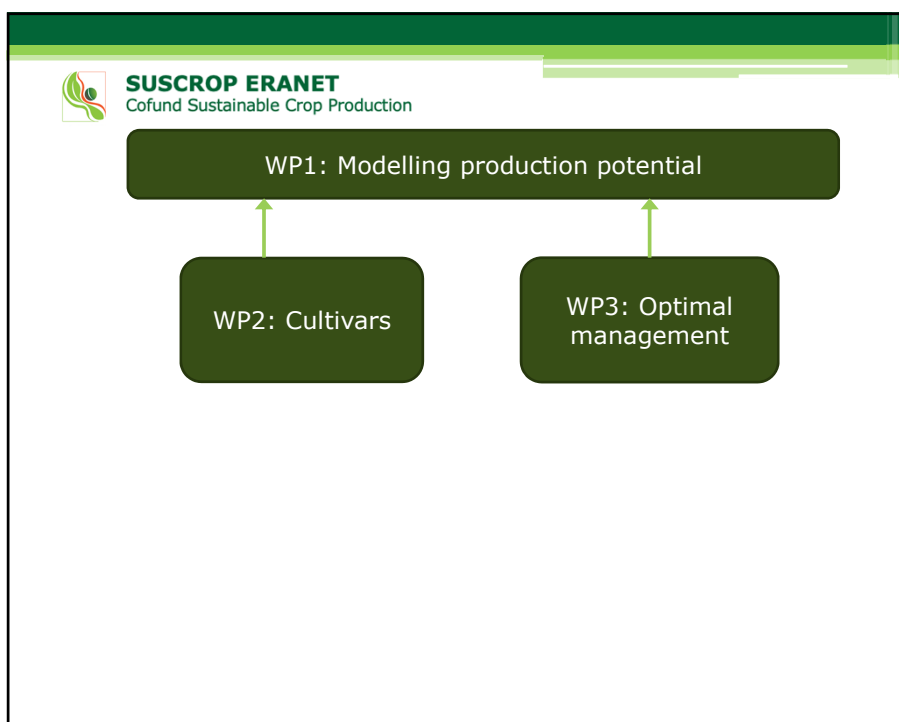 SUSCROP ERANET
Cofund Sustainable Crop Production
WP1: Modelling production potential
WP2: Cultivars
WP3: Optimal
management